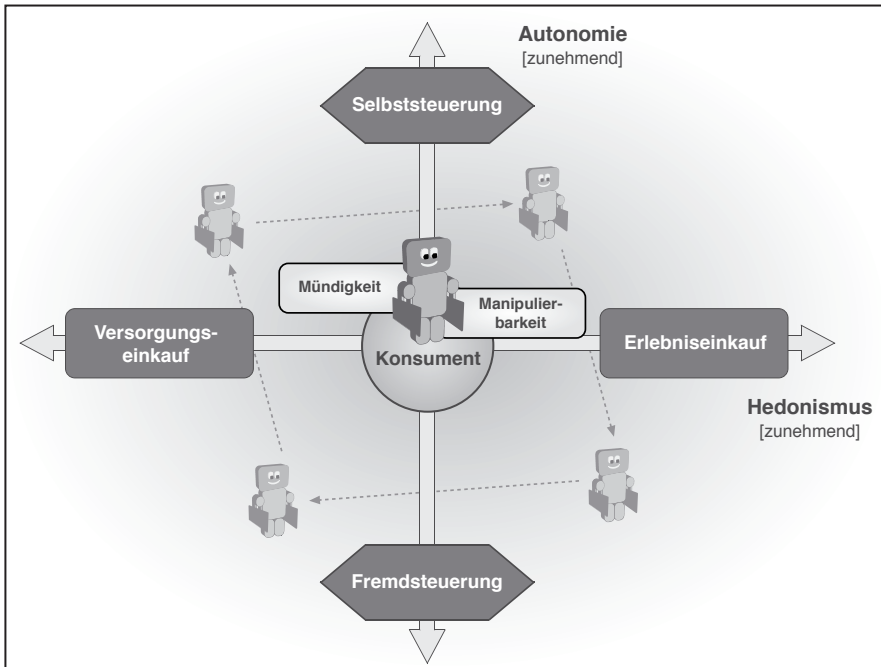 Autonomie
[zunehmend]
Selbststeuerung
Mündigkeit
Manipulier-
barkeit
Versorgungs-
einkauf
Konsument
Erlebniseinkauf
Hedonismus
[zunehmend]
Fremdsteuerung